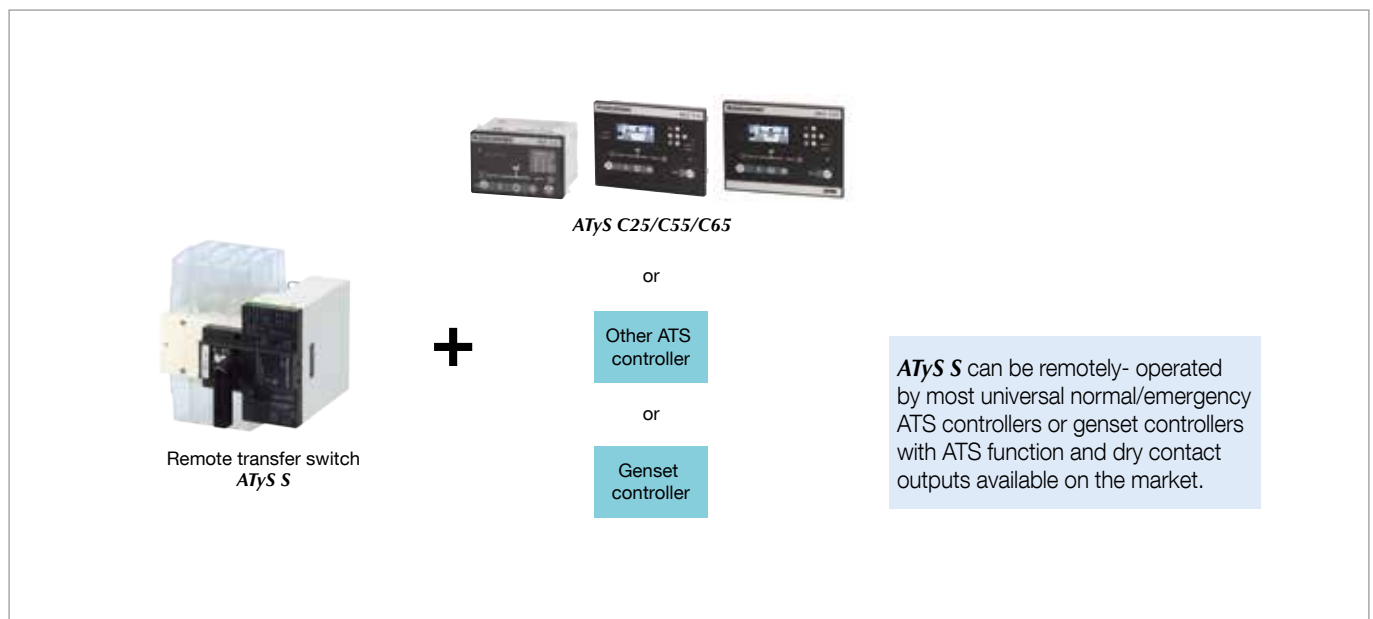 ATyS C25/C55/C65
or
Other ATS
controller
or
Genset
controller
Remote transfer switch
ATyS S
ATyS S can be remotely- operated
by most universal normal/emergency
ATS controllers or genset controllers
with ATS function and dry contact
outputs available on the market.